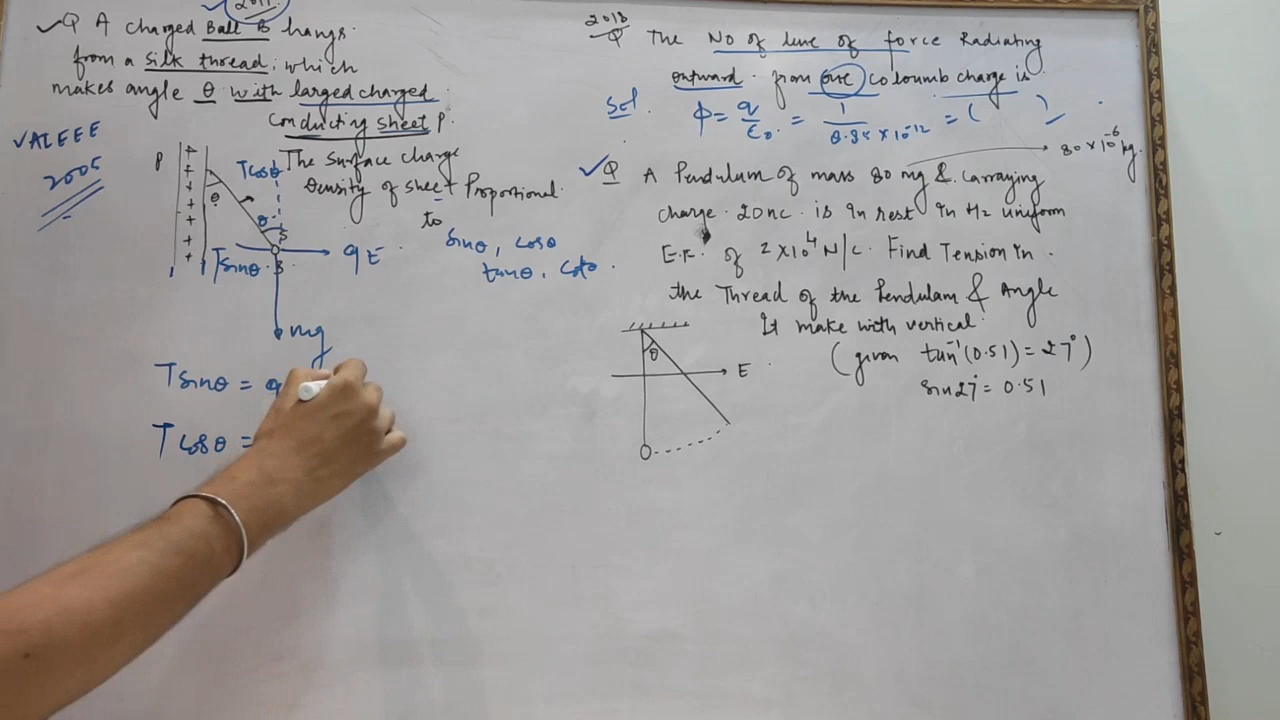 2011
Q A charged Ball B hangs
from a silk thread, which
makes angle θ with larged charged
conducting sheet P.
AIEEE
2005
The Surface charge
Density of sheet Proportional
to
sinθ, cosθ
tanθ, cotθ.
P
+
+
+
+
+
+
+
θ
Tcosθ
θ
Tsinθ
B
qE
mg
Tsinθ = q
Tcosθ =
2018
Q The No of line of force Radiating
outward from one coloumb charge is
Sol. ϕ = q/ε₀ = 1/8.85×10⁻¹² = ( )
80×10⁻⁶ kg.
Q A Pendulum of mass 80 mg & Carraying
charge 20nc is in rest in Hz uniform
E.F. of 2×10⁴ N/C. Find Tension in
the Thread of the Pendulam & Angle
It make with vertical.
(given tan⁻¹(0.51) = 27°)
sin27° = 0.51
θ
E